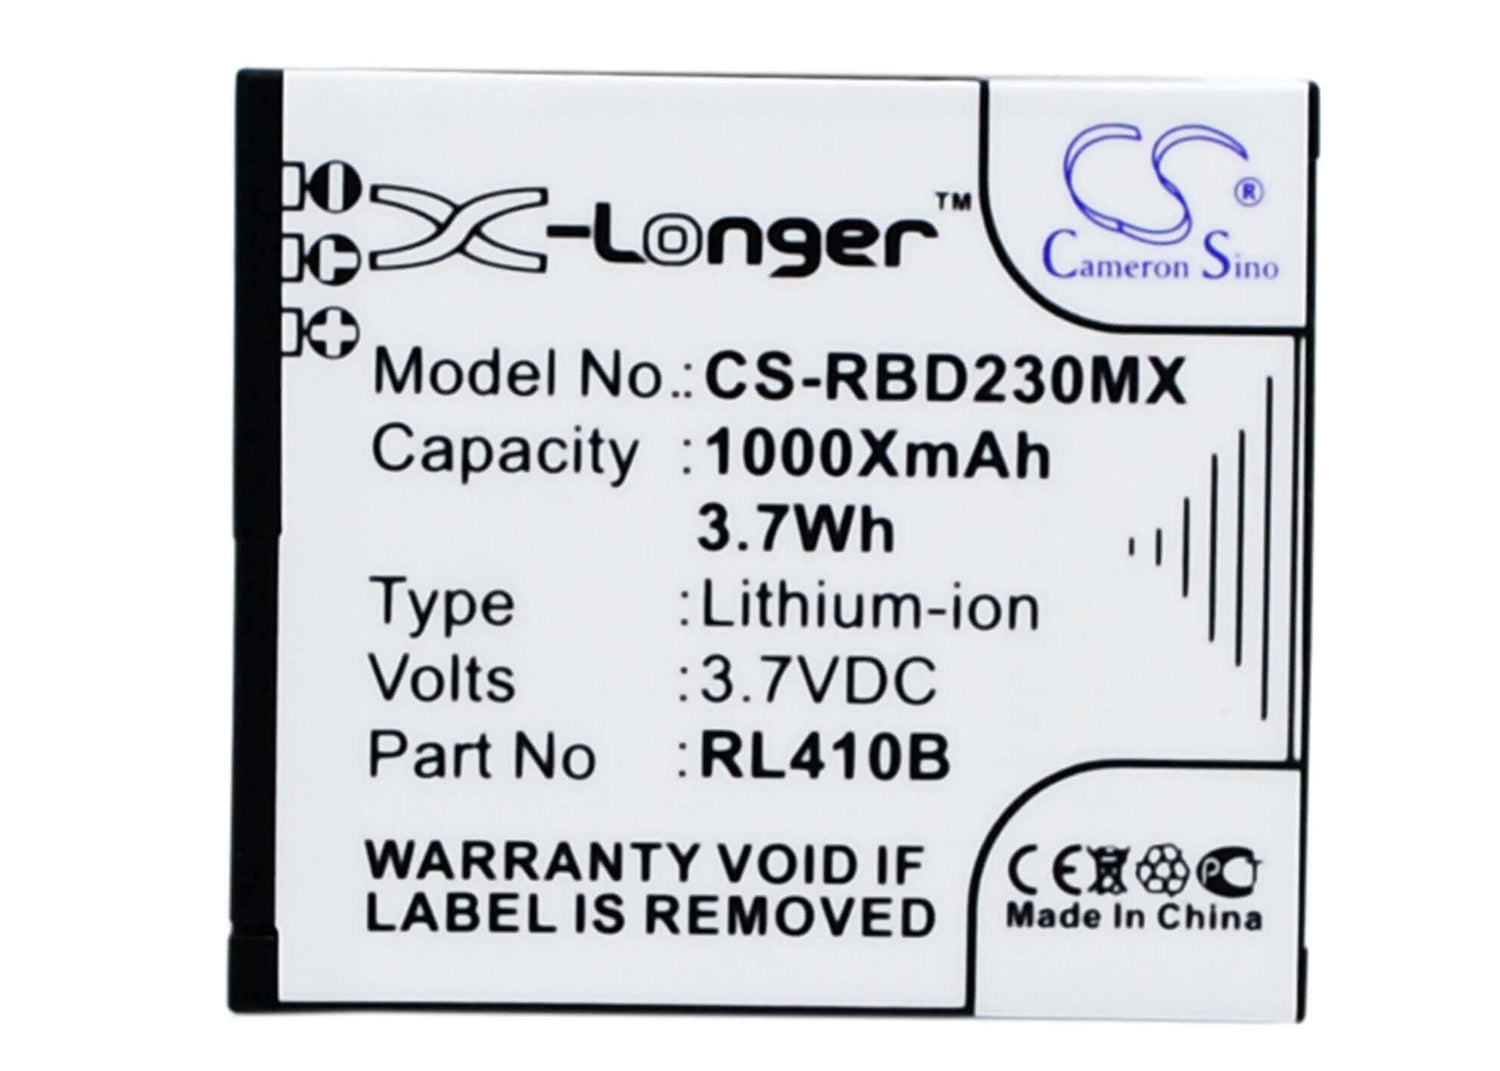 X-Longer™
CS®
Cameron Sino
Model No.: CS-RBD230MX
Capacity : 1000XmAh
3.7Wh
Type : Lithium-ion
Volts : 3.7VDC
Part No : RL410B
WARRANTY VOID IF
LABEL IS REMOVED
CE PC
Made In China